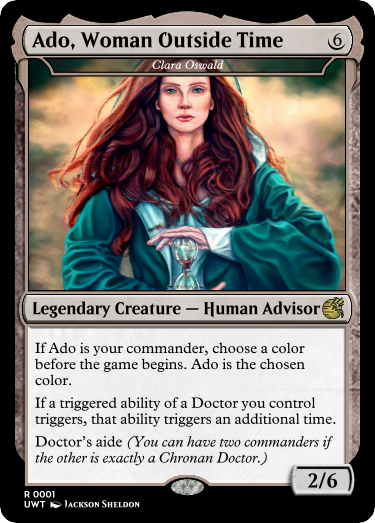 Ado, Woman Outside Time 6
Clara Oswald
Legendary Creature — Human Advisor
If Ado is your commander, choose a color
before the game begins. Ado is the chosen
color.
If a triggered ability of a Doctor you control
triggers, that ability triggers an additional time.
Doctor's aide (You can have two commanders if
the other is exactly a Chronan Doctor.)
2/6
R 0001
UWT Jackson Sheldon